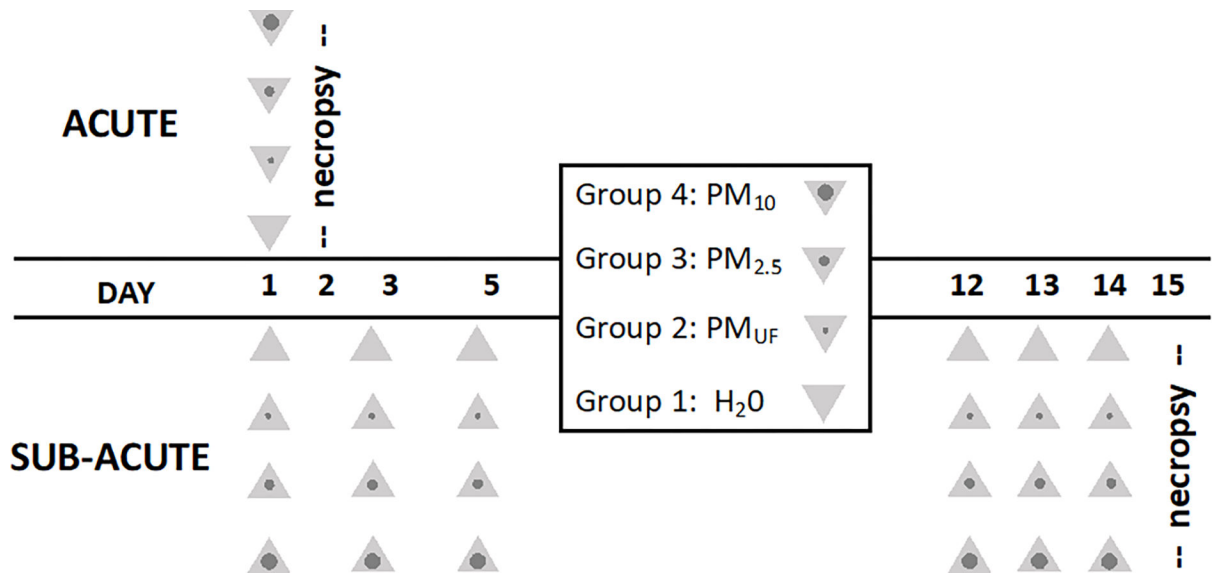 ACUTE
-- necropsy --
Group 4: PM₁₀
Group 3: PM₂.₅
Group 2: PM_UF
Group 1: H₂0
DAY 1 2 3 5 12 13 14 15
SUB-ACUTE
-- necropsy --